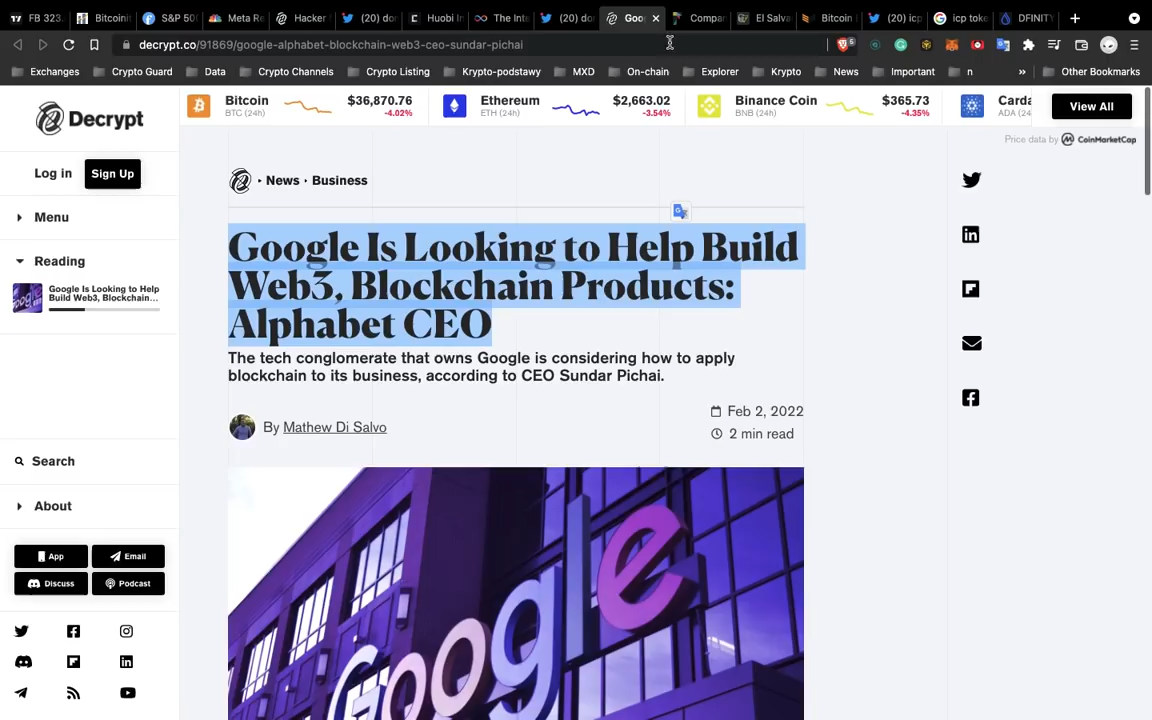 FB 323.
Bitcoin
S&P 50
Meta Re
Hacker
(20) do
Huobi In
The Inte
(20) do
Goo
Compar
El Salva
Bitcoin
(20) icp
icp toke
DFINITY
decrypt.co/91869/google-alphabet-blockchain-web3-ceo-sundar-pichai
Exchanges
Crypto Guard
Data
Crypto Channels
Crypto Listing
Krypto-podstawy
MXD
On-chain
Explorer
Krypto
News
Important
n
»
Other Bookmarks
Decrypt
Bitcoin
BTC (24h)
$36,870.76
-4.02%
Ethereum
ETH (24h)
$2,663.02
-3.54%
Binance Coin
BNB (24h)
$365.73
-4.35%
Carda
ADA (24
View All
Price data by CoinMarketCap
Log in
Sign Up
Menu
Reading
Google Is Looking to Help
Build Web3, Blockchain...
Search
About
App
Email
Discuss
Podcast
News · Business
Google Is Looking to Help Build
Web3, Blockchain Products:
Alphabet CEO
The tech conglomerate that owns Google is considering how to apply
blockchain to its business, according to CEO Sundar Pichai.
By Mathew Di Salvo
Feb 2, 2022
2 min read
Google